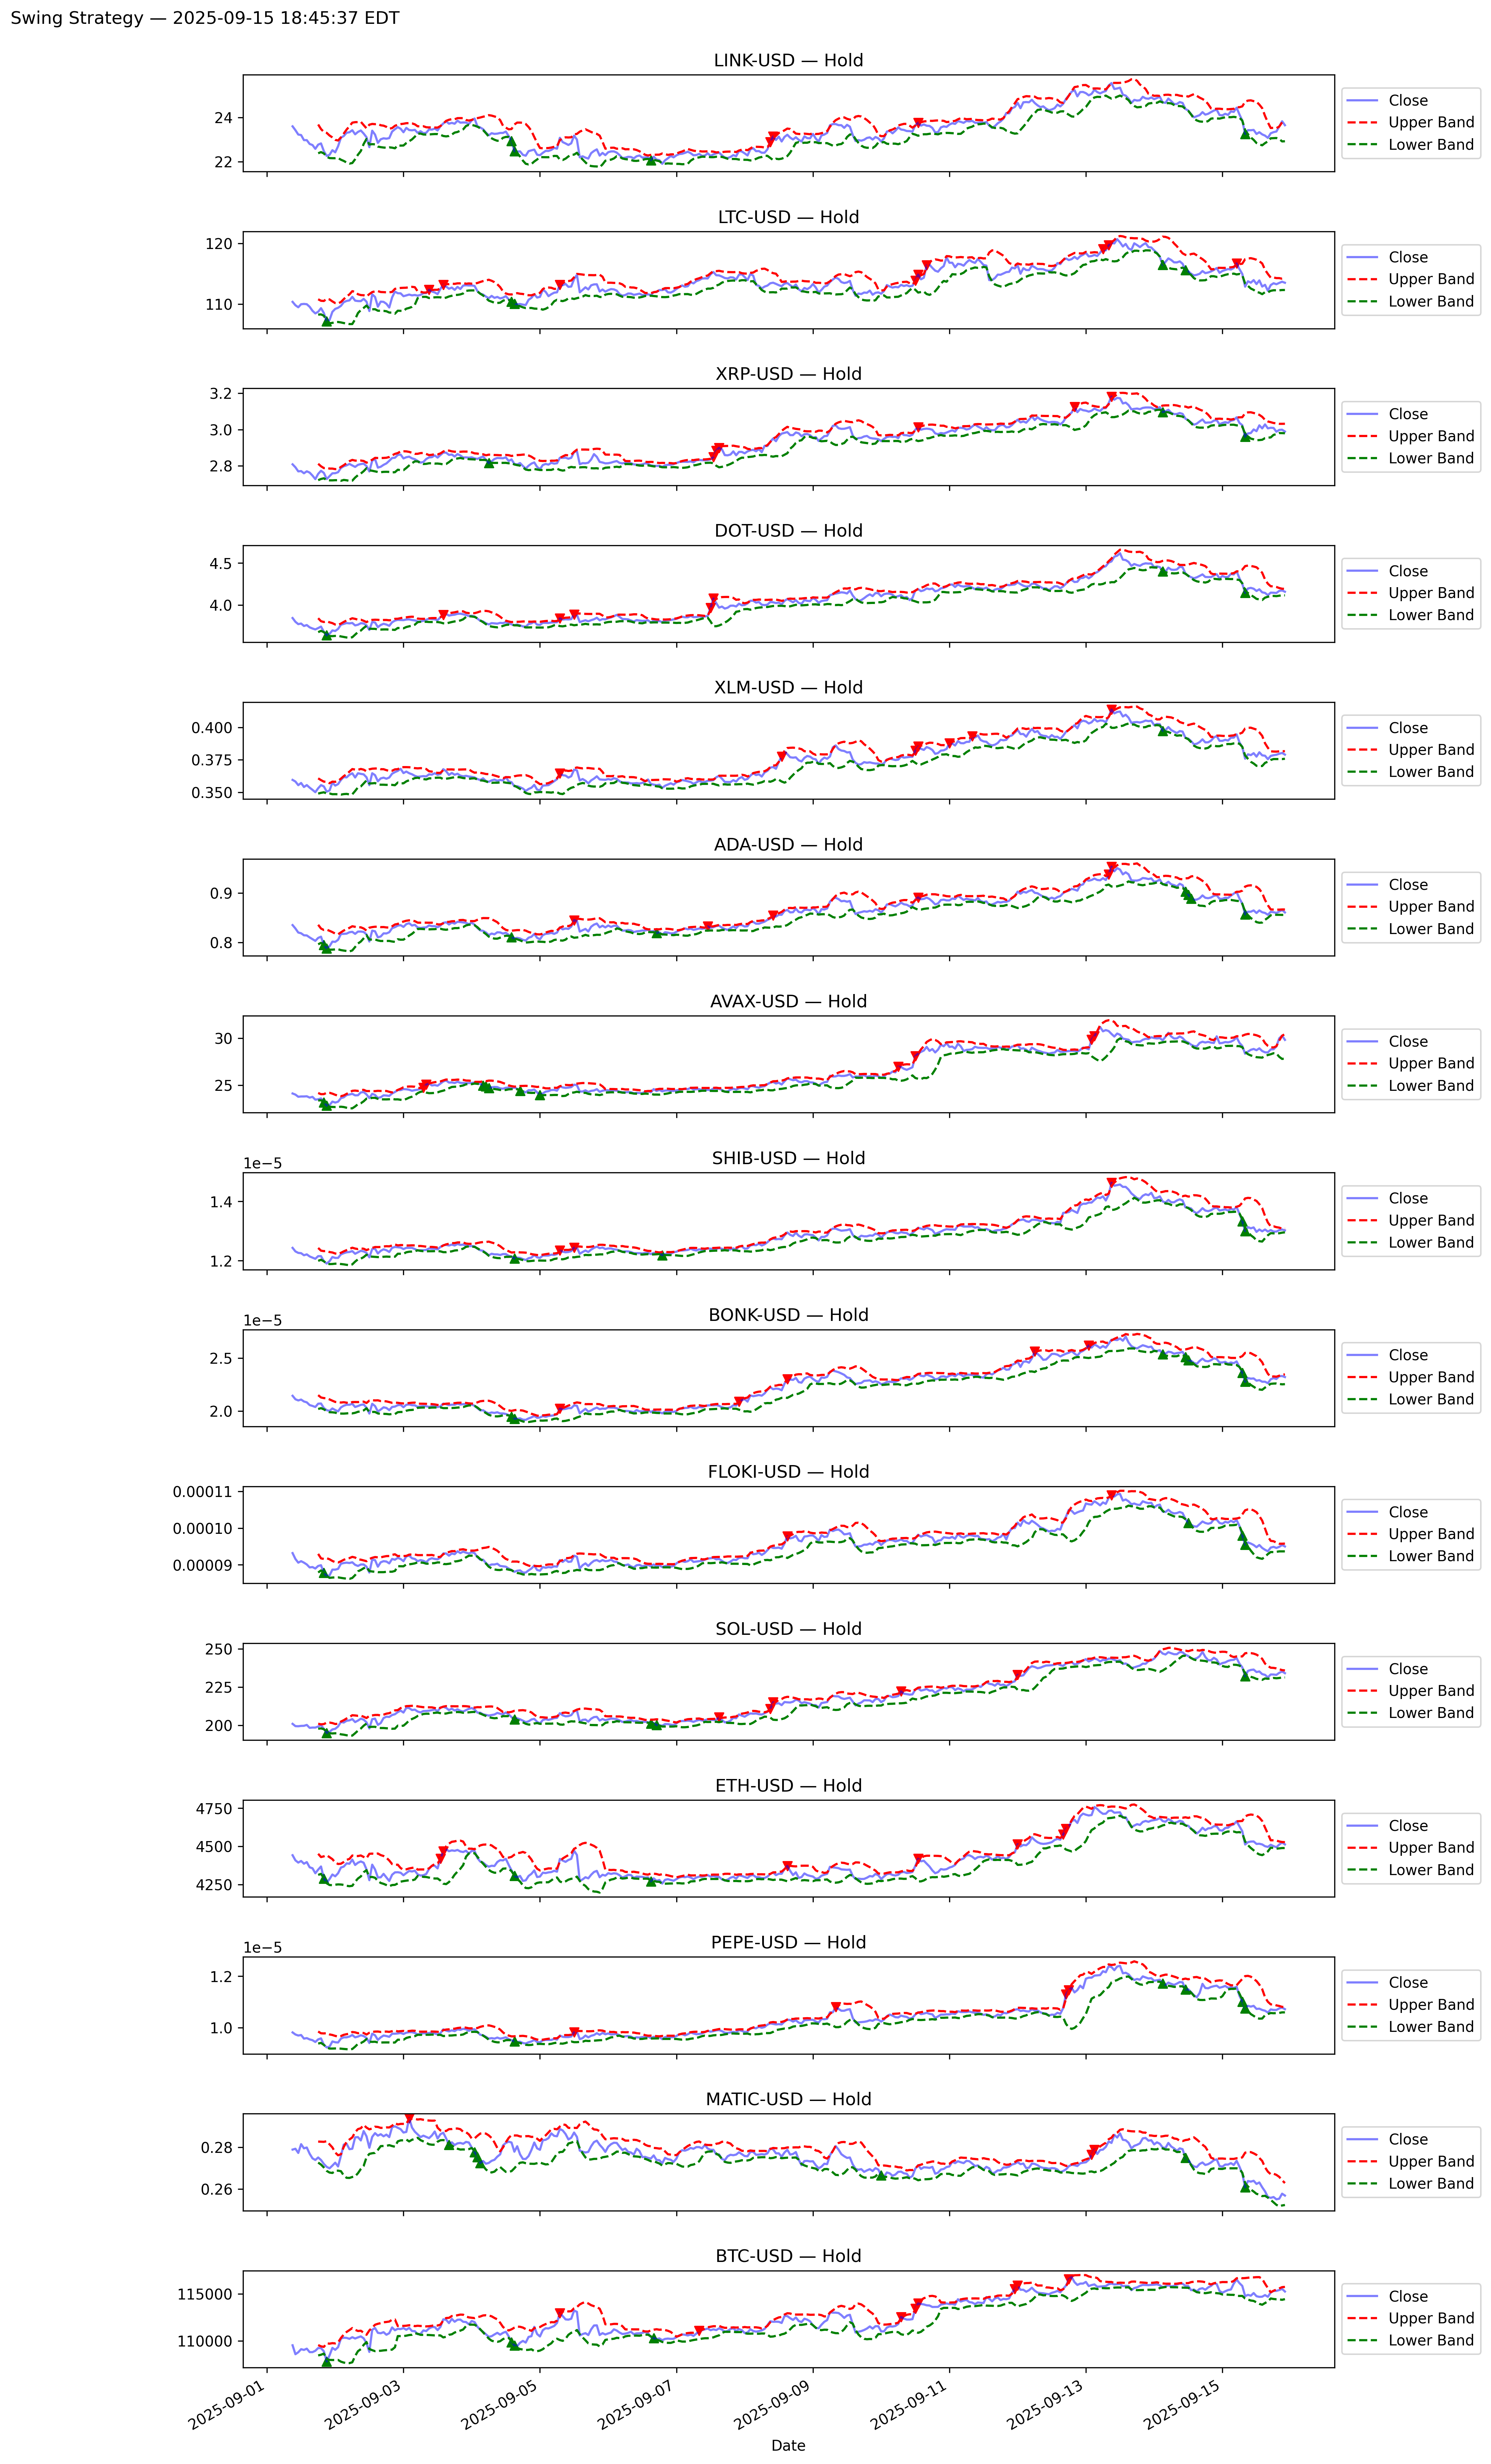 Swing Strategy — 2025-09-15 18:45:37 EDT
LINK-USD — Hold
24
22
Close
Upper Band
Lower Band
LTC-USD — Hold
120
110
Close
Upper Band
Lower Band
XRP-USD — Hold
3.2
3.0
2.8
Close
Upper Band
Lower Band
DOT-USD — Hold
4.5
4.0
Close
Upper Band
Lower Band
XLM-USD — Hold
0.400
0.375
0.350
Close
Upper Band
Lower Band
ADA-USD — Hold
0.9
0.8
Close
Upper Band
Lower Band
AVAX-USD — Hold
30
25
Close
Upper Band
Lower Band
SHIB-USD — Hold
1e−5
1.4
1.2
Close
Upper Band
Lower Band
BONK-USD — Hold
1e−5
2.5
2.0
Close
Upper Band
Lower Band
FLOKI-USD — Hold
0.00011
0.00010
0.00009
Close
Upper Band
Lower Band
SOL-USD — Hold
250
225
200
Close
Upper Band
Lower Band
ETH-USD — Hold
4750
4500
4250
Close
Upper Band
Lower Band
PEPE-USD — Hold
1e−5
1.2
1.0
Close
Upper Band
Lower Band
MATIC-USD — Hold
0.28
0.26
Close
Upper Band
Lower Band
BTC-USD — Hold
115000
110000
Close
Upper Band
Lower Band
2025-09-01
2025-09-03
2025-09-05
2025-09-07
2025-09-09
2025-09-11
2025-09-13
2025-09-15
Date